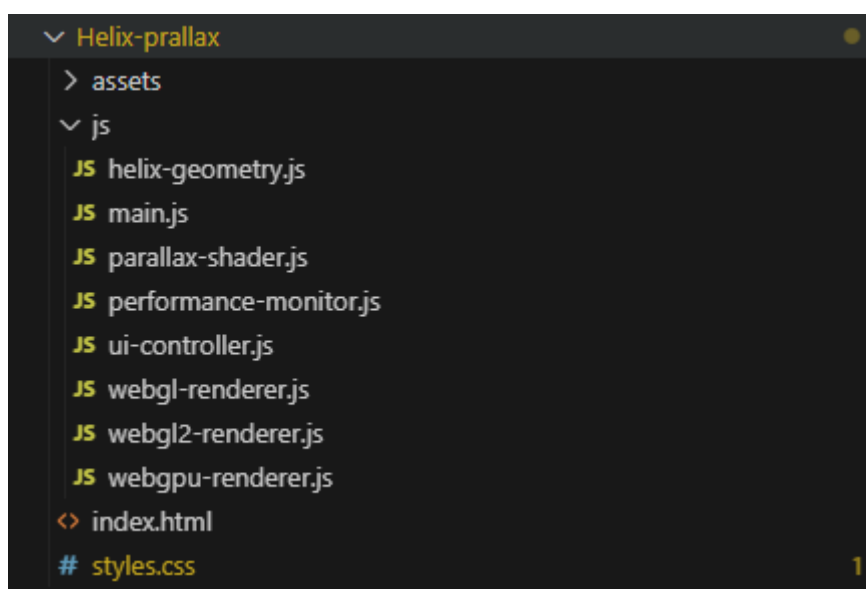 Helix-prallax
assets
js
JS helix-geometry.js
JS main.js
JS parallax-shader.js
JS performance-monitor.js
JS ui-controller.js
JS webgl-renderer.js
JS webgl2-renderer.js
JS webgpu-renderer.js
<> index.html
# styles.css 1